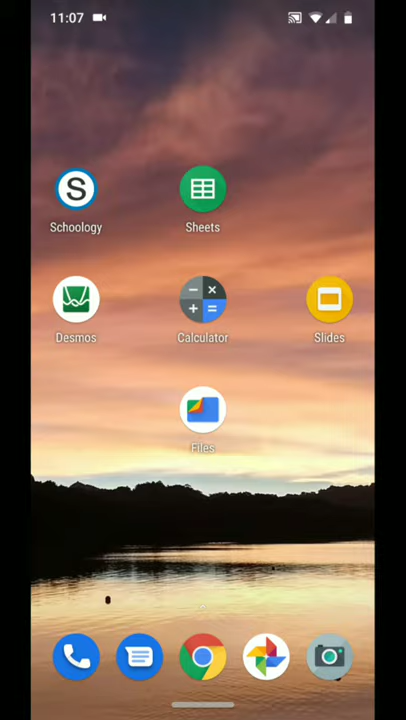 11:07
S
Schoology
Sheets
Desmos
Calculator
Slides
Files